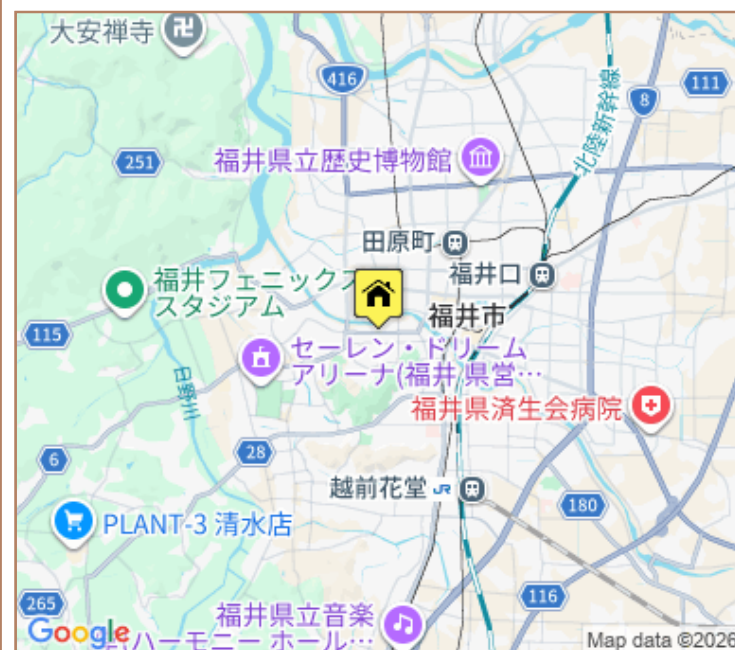 大安禅寺
416
111
8
北陸新幹線
251
福井県立歴史博物館
田原町
福井口
福井フェニックス
スタジアム
福井市
115
セーレン・ドリーム
アリーナ(福井県営…
日野川
福井県済生会病院
6
28
越前花堂 JR
180
PLANT-3 清水店
116
265
福井県立音楽
ハーモニーホール…
Google
Map data ©2026